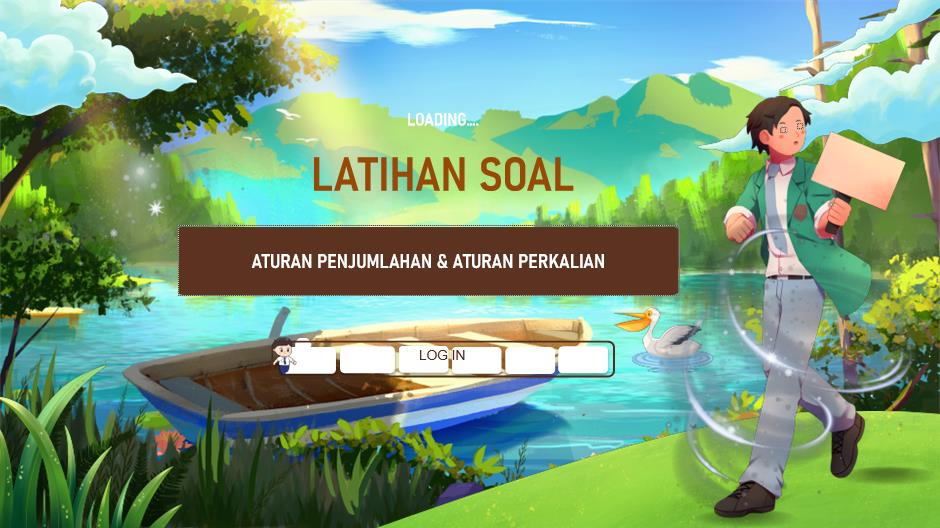 LOADING....
LATIHAN SOAL
ATURAN PENJUMLAHAN & ATURAN PERKALIAN
LOG IN